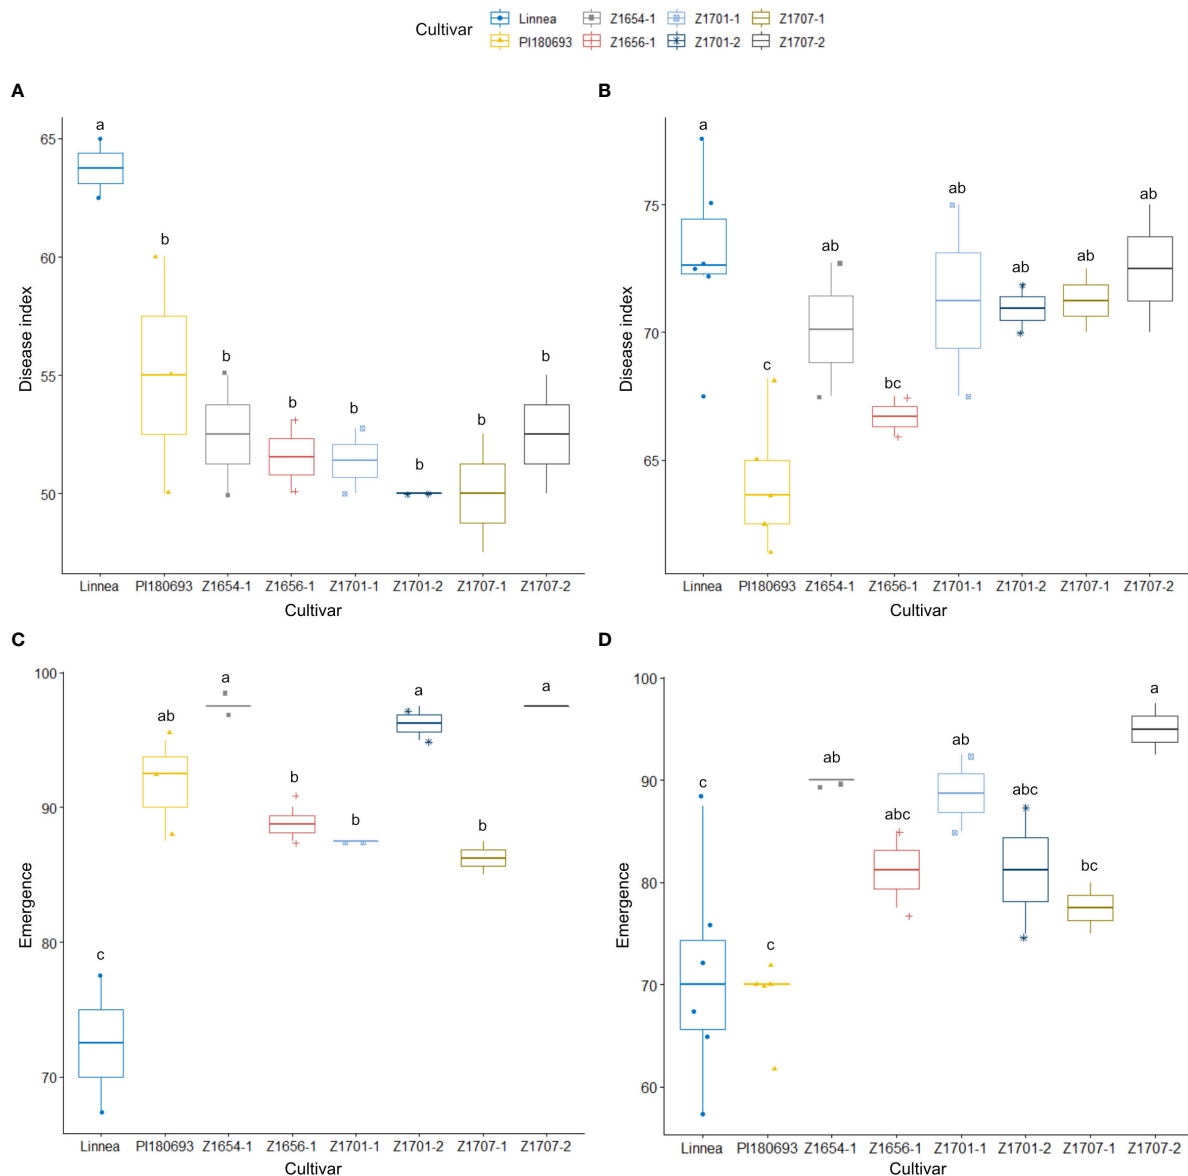 Cultivar
Linnea Z1654-1 Z1701-1 Z1707-1
PI180693 Z1656-1 Z1701-2 Z1707-2
A
Disease index
65
60
55
50
a
b
b
b
b
b
b
b
Linnea PI180693 Z1654-1 Z1656-1 Z1701-1 Z1701-2 Z1707-1 Z1707-2
Cultivar
B
Disease index
75
70
65
a
c
ab
bc
ab
ab
ab
ab
Linnea PI180693 Z1654-1 Z1656-1 Z1701-1 Z1701-2 Z1707-1 Z1707-2
Cultivar
C
Emergence
100
90
80
70
c
ab
a
b
b
a
b
a
Linnea PI180693 Z1654-1 Z1656-1 Z1701-1 Z1701-2 Z1707-1 Z1707-2
Cultivar
D
Emergence
100
90
80
70
60
c
c
ab
abc
ab
abc
bc
a
Linnea PI180693 Z1654-1 Z1656-1 Z1701-1 Z1701-2 Z1707-1 Z1707-2
Cultivar